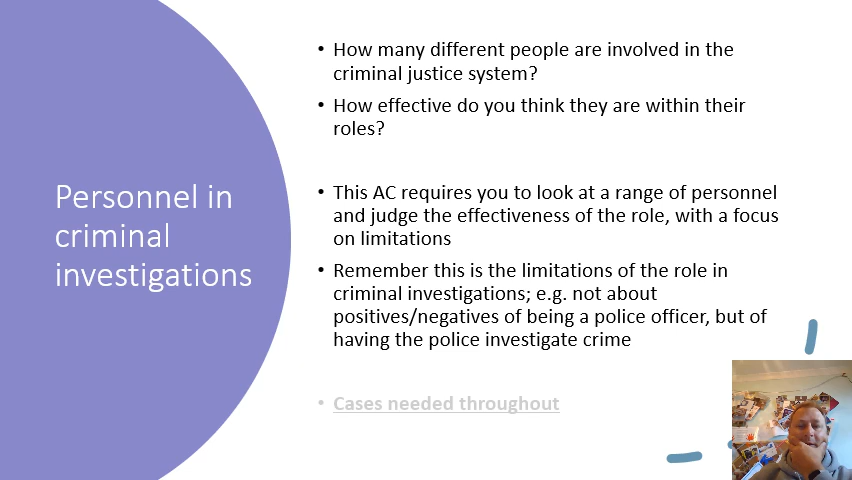 Personnel in
criminal
investigations
• How many different people are involved in the
criminal justice system?
• How effective do you think they are within their
roles?
• This AC requires you to look at a range of personnel
and judge the effectiveness of the role, with a focus
on limitations
• Remember this is the limitations of the role in
criminal investigations; e.g. not about
positives/negatives of being a police officer, but of
having the police investigate crime
• Cases needed throughout